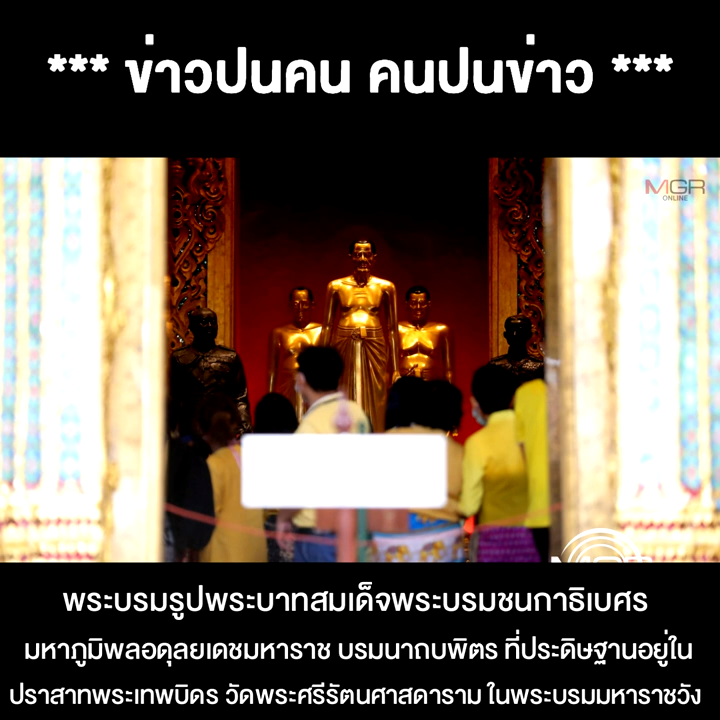 *** ข่าวปนคน คนปนข่าว ***
MGR
ONLINE
พระบรมรูปพระบาทสมเด็จพระบรมชนกาธิเบศร
มหาภูมิพลอดุลยเดชมหาราช บรมนาถบพิตร ที่ประดิษฐานอยู่ใน
ปราสาทพระเทพบิดร วัดพระศรีรัตนศาสดาราม ในพระบรมมหาราชวัง